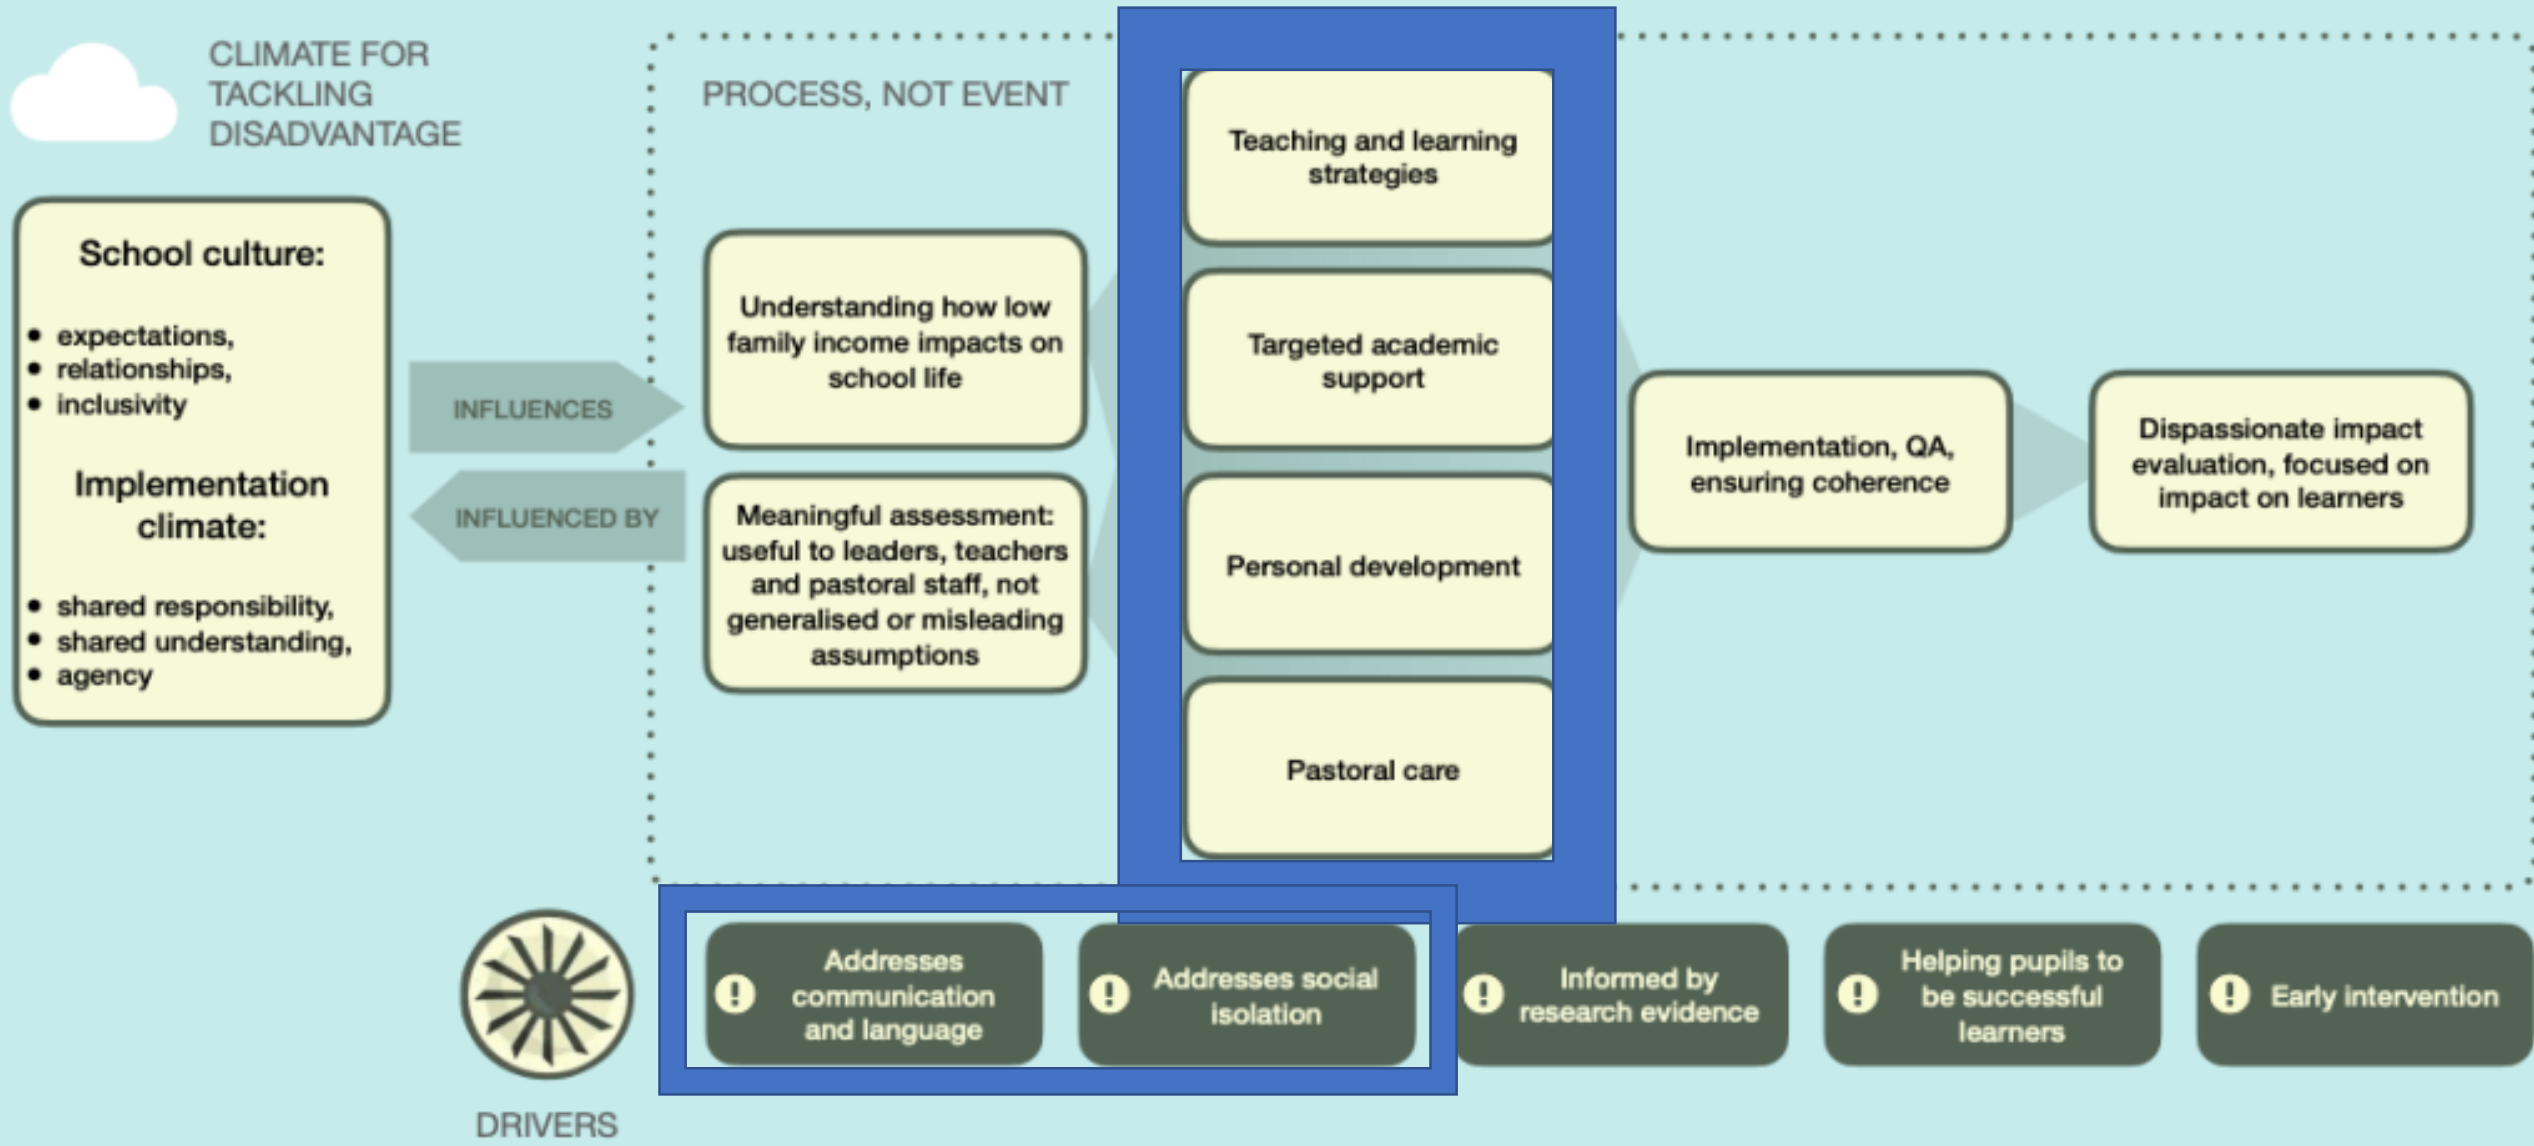 CLIMATE FOR
TACKLING
DISADVANTAGE
School culture:
• expectations,
• relationships,
• inclusivity
Implementation
climate:
• shared responsibility,
• shared understanding,
• agency
INFLUENCES
INFLUENCED BY
PROCESS, NOT EVENT
Understanding how low
family income impacts on
school life
Meaningful assessment:
useful to leaders, teachers
and pastoral staff, not
generalised or misleading
assumptions
Teaching and learning
strategies
Targeted academic
support
Personal development
Pastoral care
Implementation, QA,
ensuring coherence
Dispassionate impact
evaluation, focused on
impact on learners
DRIVERS
! Addresses
communication
and language
! Addresses social
isolation
! Informed by
research evidence
! Helping pupils to
be successful
learners
! Early intervention